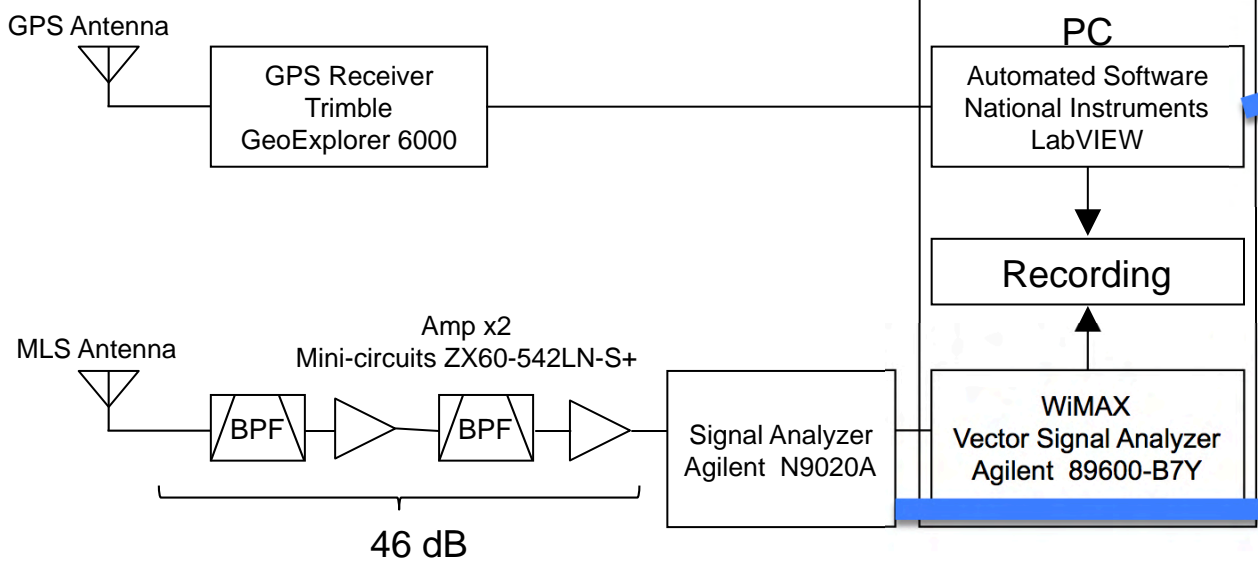 GPS Antenna
GPS Receiver
Trimble
GeoExplorer 6000
PC
Automated Software
National Instruments
LabVIEW
Recording
MLS Antenna
Amp x2
Mini-circuits ZX60-542LN-S+
BPF
BPF
46 dB
Signal Analyzer
Agilent N9020A
WiMAX
Vector Signal Analyzer
Agilent 89600-B7Y